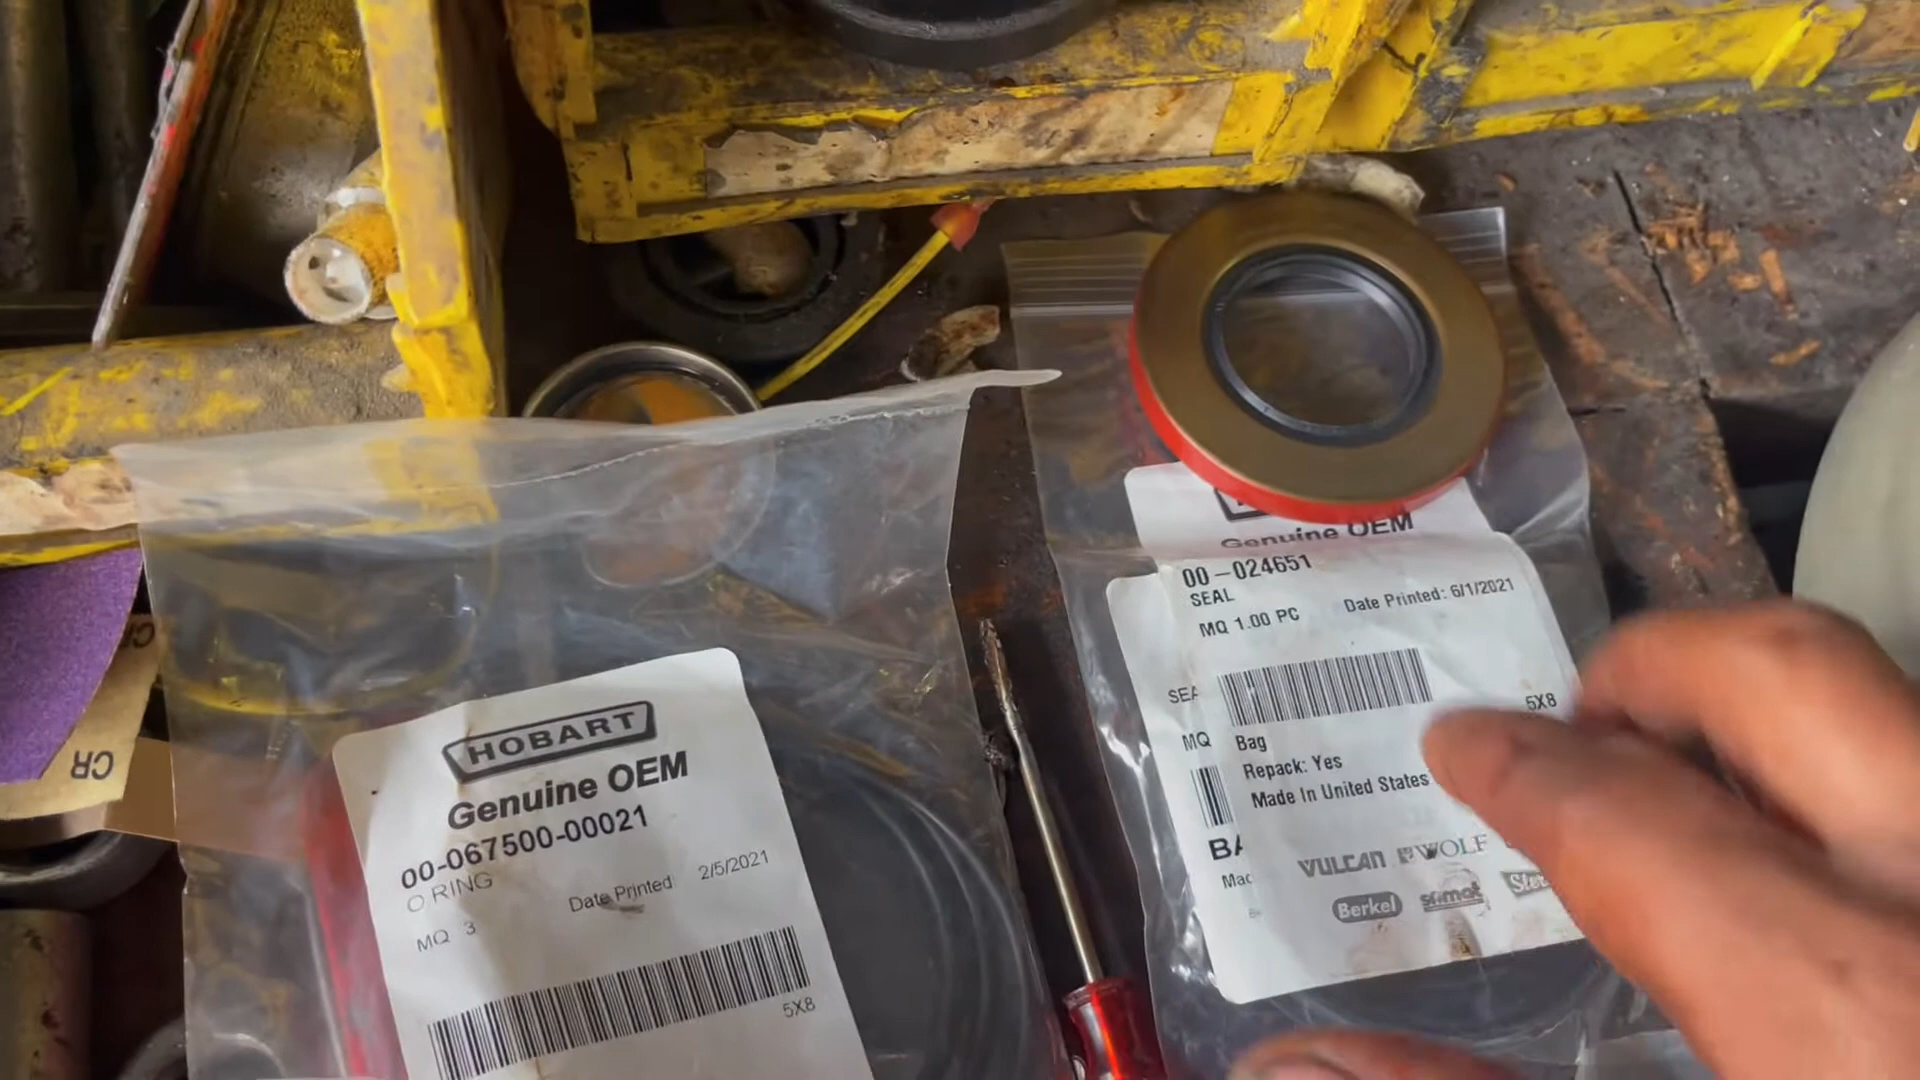 HOBART
Genuine OEM
00-067500-00021
O RING
Date Printed 2/5/2021
MQ 3
5X8
Genuine OEM
00-024651
SEAL
Date Printed: 6/1/2021
MQ 1.00 PC
5X8
Bag
Repack: Yes
Made In United States
VULCAN WOLF
Berkel
MQ
CR